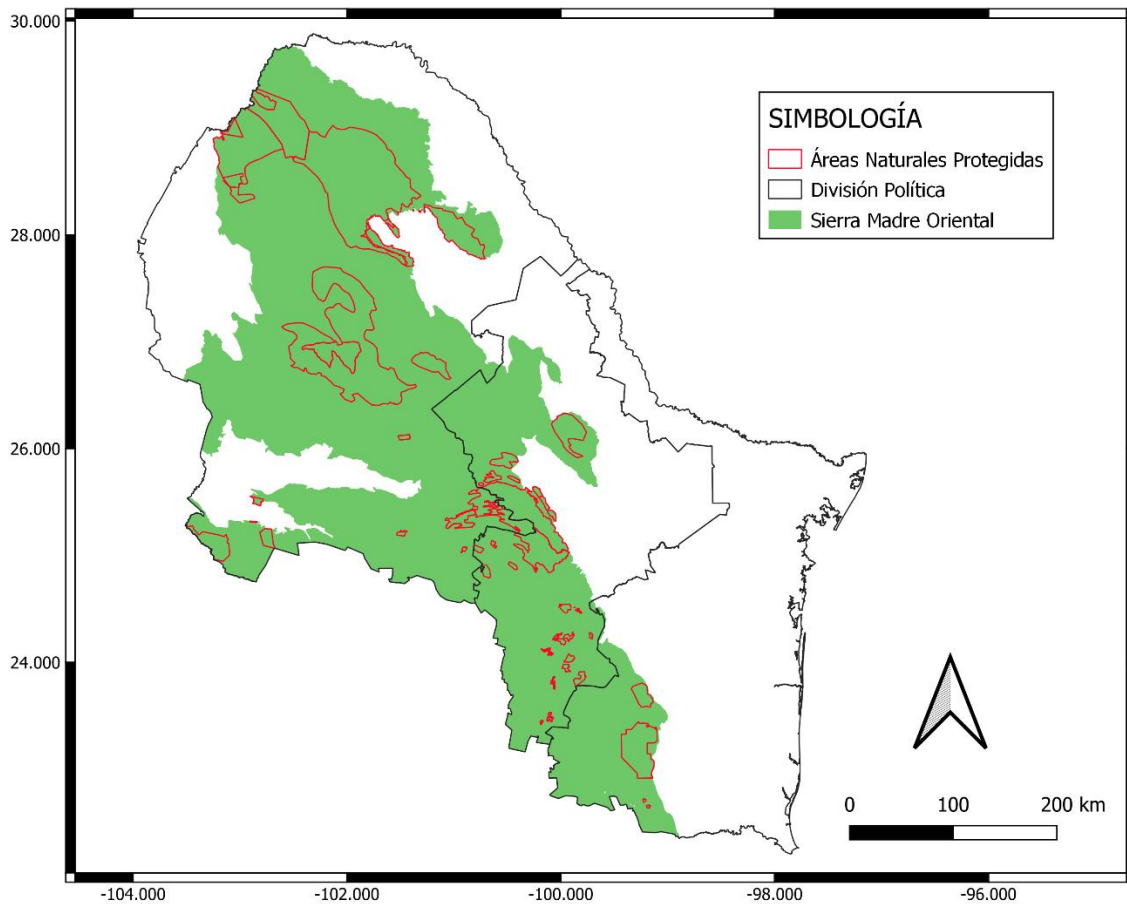 30.000
SIMBOLOGÍA
Áreas Naturales Protegidas
División Política
Sierra Madre Oriental
28.000
26.000
24.000
0 100 200 km
-104.000 -102.000 -100.000 -98.000 -96.000